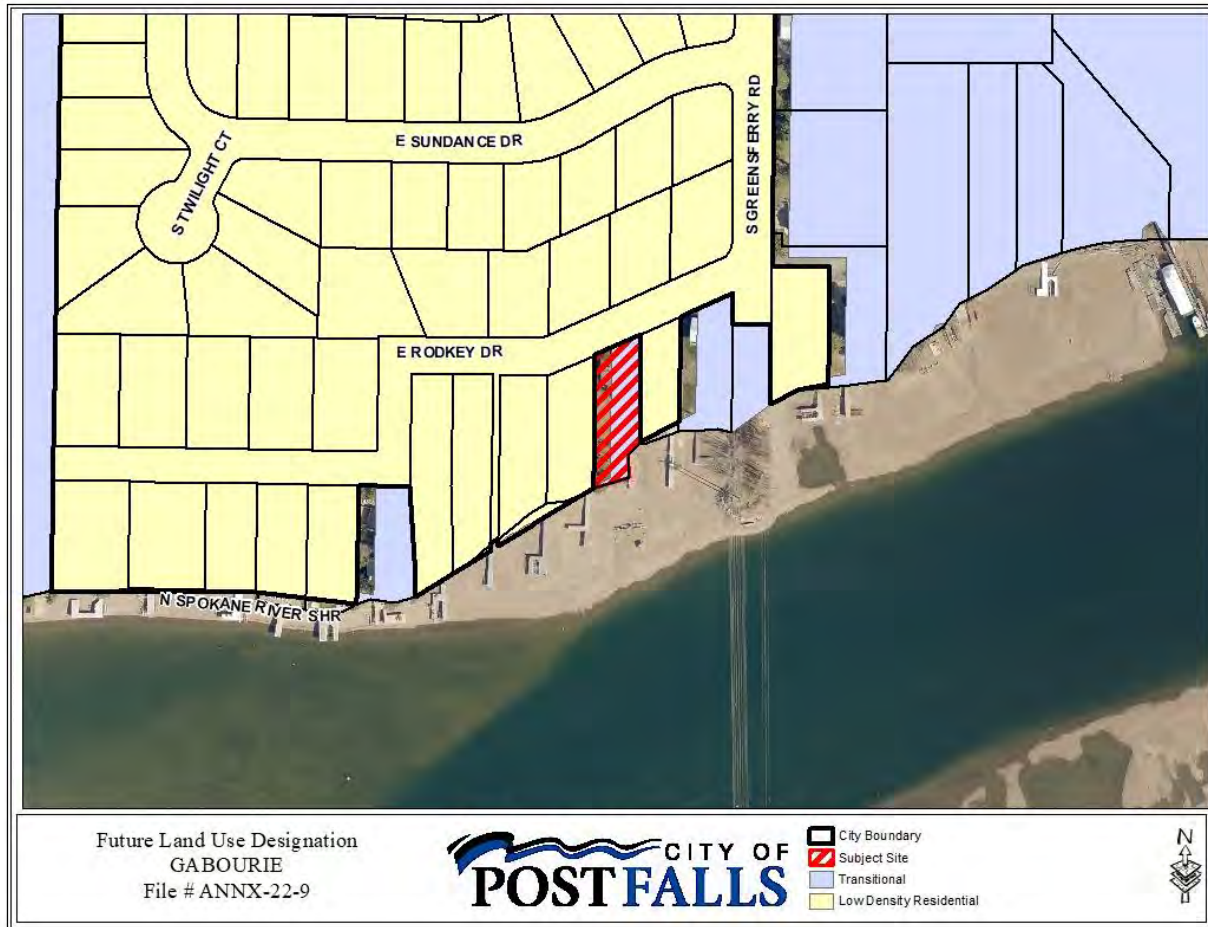 E SUNDANCE DR
S GREENSFERRY RD
S TWILIGHT CT
E RODKEY DR
N SPOKANE RIVER SHR
Future Land Use Designation
GABOURIE
File # ANNX-22-9
CITY OF
POST FALLS
City Boundary
Subject Site
Transitional
Low Density Residential
N